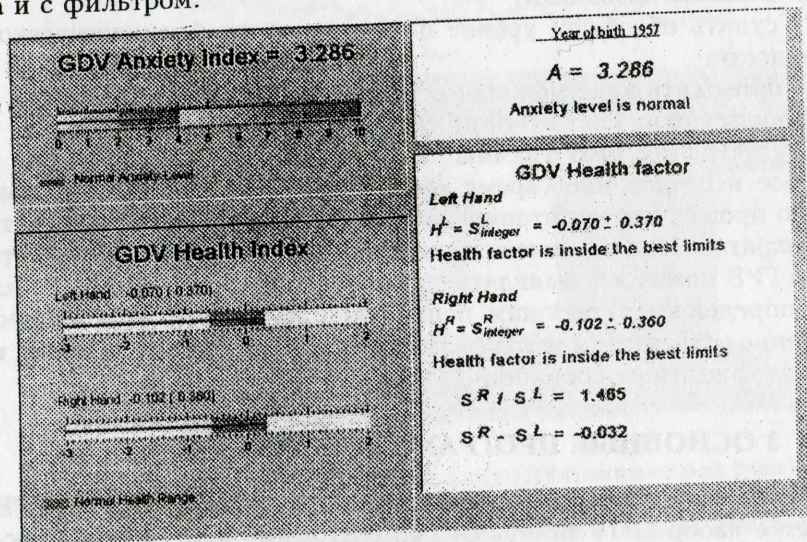 и с фильтром.
GDV Anxiety Index = 3.286
0 1 2 3 4 5 6 7 8 9 10
Normal Anxiety Level
Year of birth 1957
A = 3.286
Anxiety level is normal
GDV Health Index
Left Hand -0.070 ( 0.370)
-3 -2 -1 0 1 2
Right Hand -0.102 ( 0.360)
-3 -2 -1 0 1 2
Normal Health Range
GDV Health factor
Left Hand
H^L = S^L integer = -0.070 ± 0.370
Health factor is inside the best limits
Right Hand
H^R = S^R integer = -0.102 ± 0.360
Health factor is inside the best limits
S^R / S^L = 1.465
S^R - S^L = -0.032